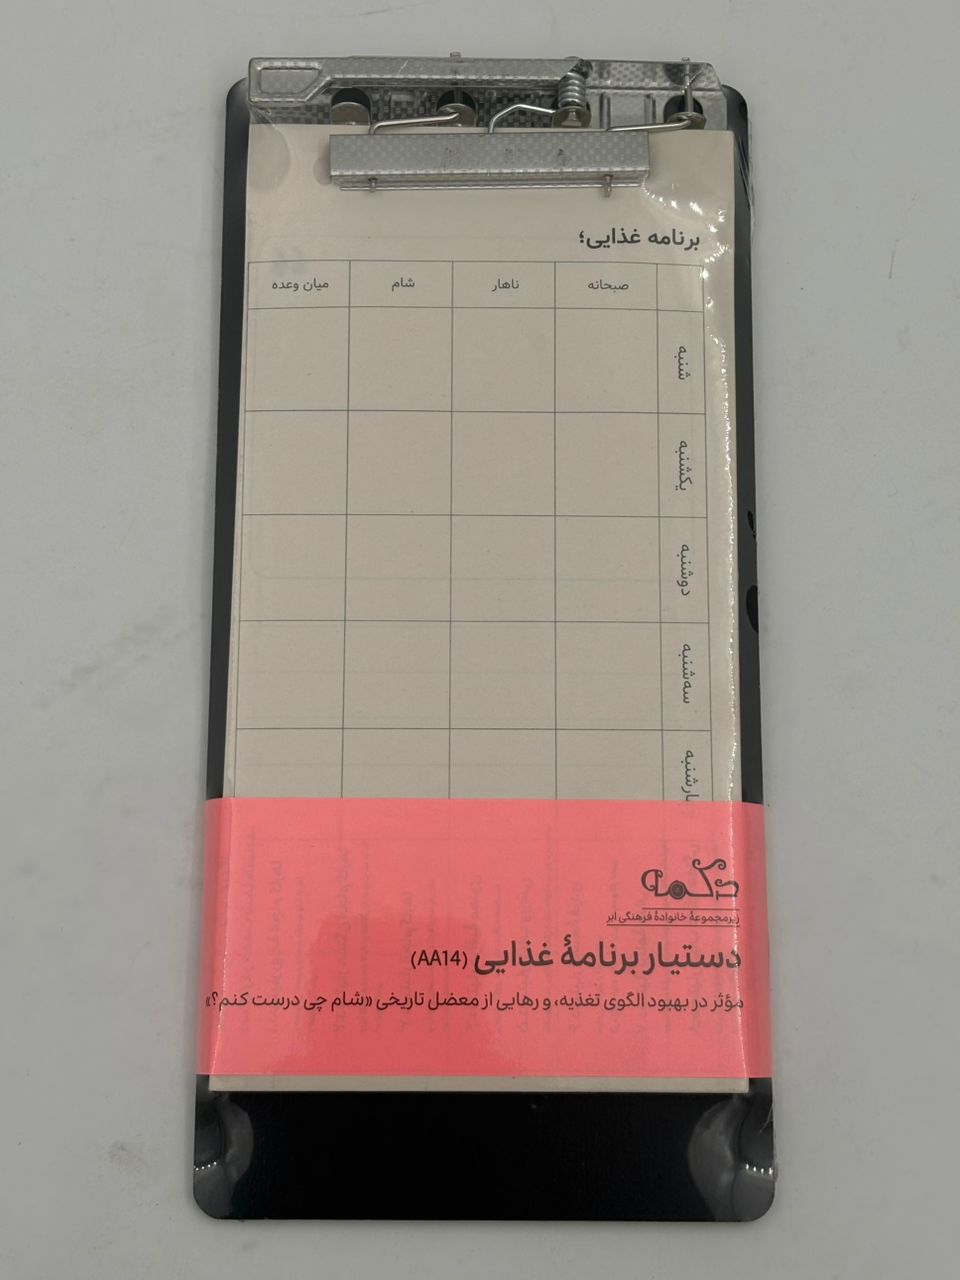 برنامه غذایی؛
صبحانه ناهار شام میان وعده
شنبه
یکشنبه
دوشنبه
سه‌شنبه
دکمه
زیرمجموعهٔ خانوادهٔ فرهنگی ابر
دستیار برنامهٔ غذایی (AA14)
مؤثر در بهبود الگوی تغذیه، و رهایی از معضل تاریخی «شام چی درست کنم؟»